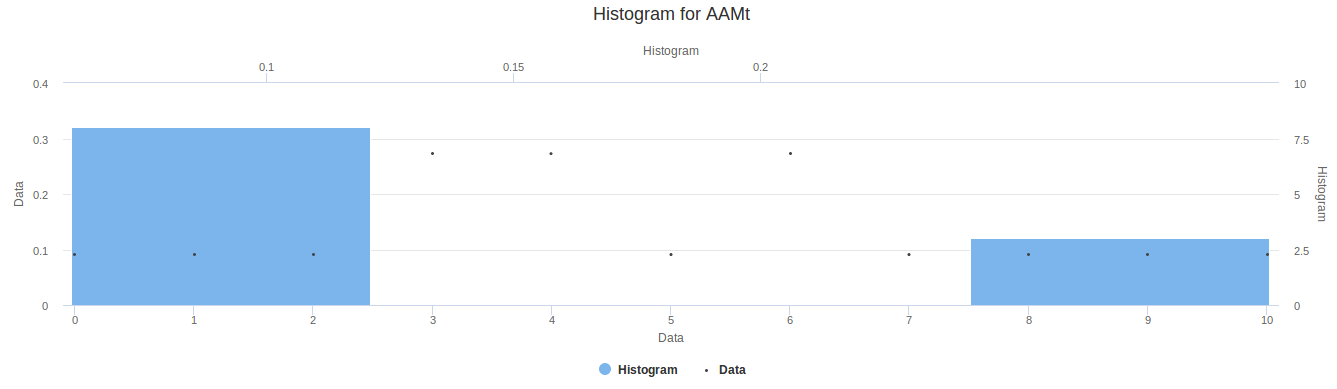 Histogram for AAMt
Histogram
0.1 0.15 0.2
0.4 10
0.3 7.5
Data 0.2 5 Histogram
0.1 2.5
0 0
0 1 2 3 4 5 6 7 8 9 10
Data
Histogram Data